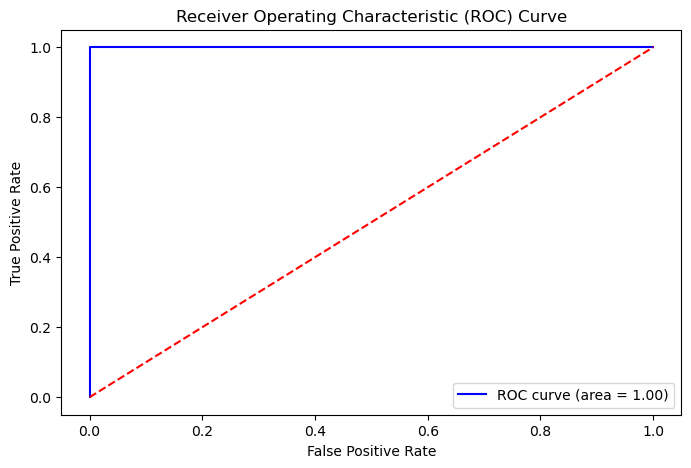 Receiver Operating Characteristic (ROC) Curve
True Positive Rate
1.0
0.8
0.6
0.4
0.2
0.0
ROC curve (area = 1.00)
0.0 0.2 0.4 0.6 0.8 1.0
False Positive Rate